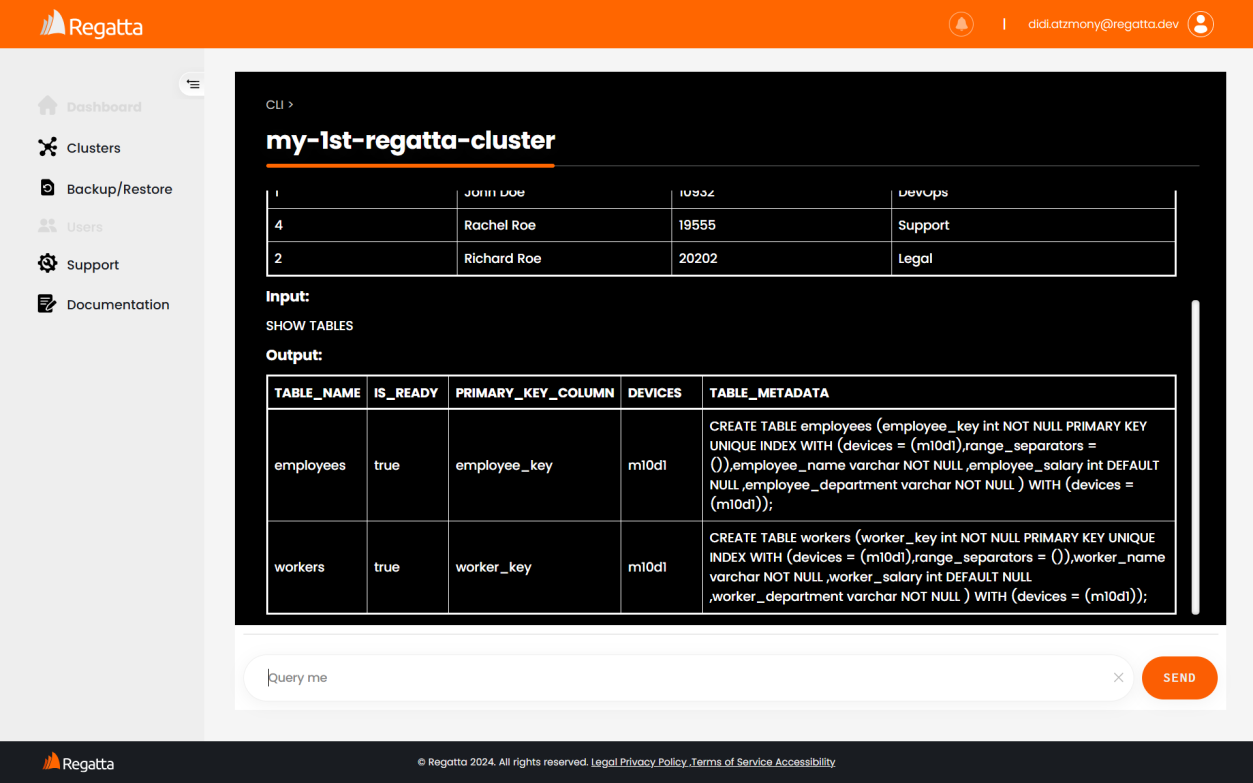 Regatta
|
didi.atzmony@regatta.dev
Dashboard
Clusters
Backup/Restore
Users
Support
Documentation
CLI >
my-1st-regatta-cluster
1 John Doe 10932 DevOps
4 Rachel Roe 19555 Support
2 Richard Roe 20202 Legal
Input:
SHOW TABLES
Output:
TABLE_NAME IS_READY PRIMARY_KEY_COLUMN DEVICES TABLE_METADATA
employees true employee_key m10d1
CREATE TABLE employees (employee_key int NOT NULL PRIMARY KEY
UNIQUE INDEX WITH (devices = (m10d1),range_separators =
()),employee_name varchar NOT NULL ,employee_salary int DEFAULT
NULL ,employee_department varchar NOT NULL ) WITH (devices =
(m10d1));
workers true worker_key m10d1
CREATE TABLE workers (worker_key int NOT NULL PRIMARY KEY UNIQUE
INDEX WITH (devices = (m10d1),range_separators = ()),worker_name
varchar NOT NULL ,worker_salary int DEFAULT NULL
,worker_department varchar NOT NULL ) WITH (devices = (m10d1));
Query me
SEND
Regatta
© Regatta 2024. All rights reserved. Legal Privacy Policy .Terms of Service Accessibility